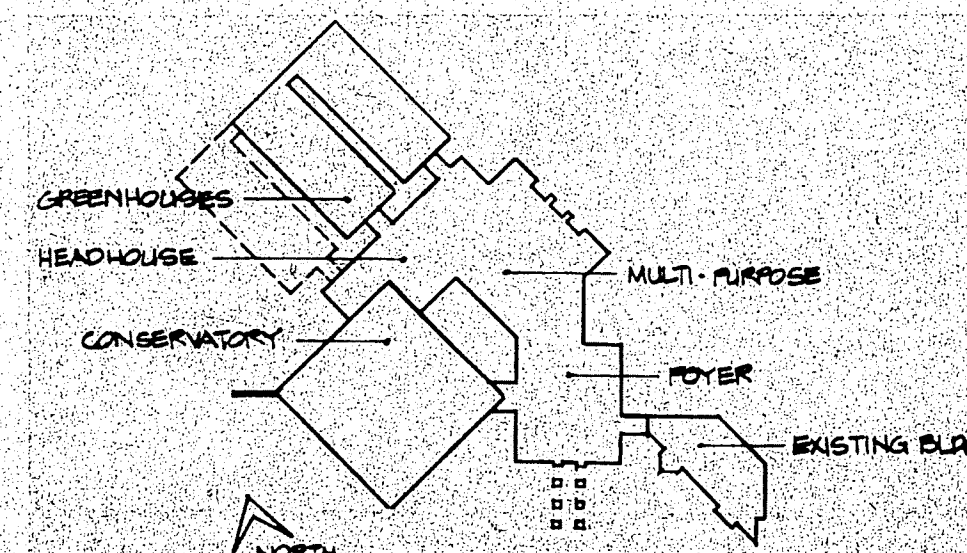 GREENHOUSES
HEADHOUSE
MULTI-PURPOSE
CONSERVATORY
FOYER
EXISTING BLD
NORTH